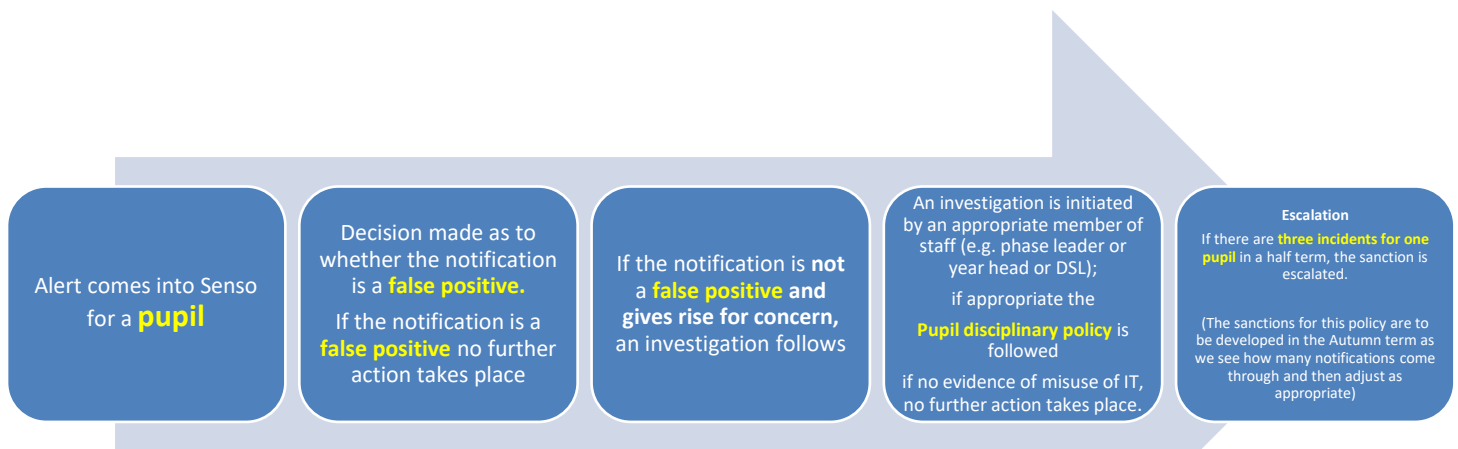 Alert comes into Senso
for a pupil
Decision made as to
whether the notification
is a false positive.
If the notification is a
false positive no further
action takes place
If the notification is not
a false positive and
gives rise for concern,
an investigation follows
An investigation is initiated
by an appropriate member of
staff (e.g. phase leader or
year head or DSL);
if appropriate the
Pupil disciplinary policy is
followed
if no evidence of misuse of IT,
no further action takes place.
Escalation
If there are three incidents for one
pupil in a half term, the sanction is
escalated.
(The sanctions for this policy are to
be developed in the Autumn term as
we see how many notifications come
through and then adjust as
appropriate)